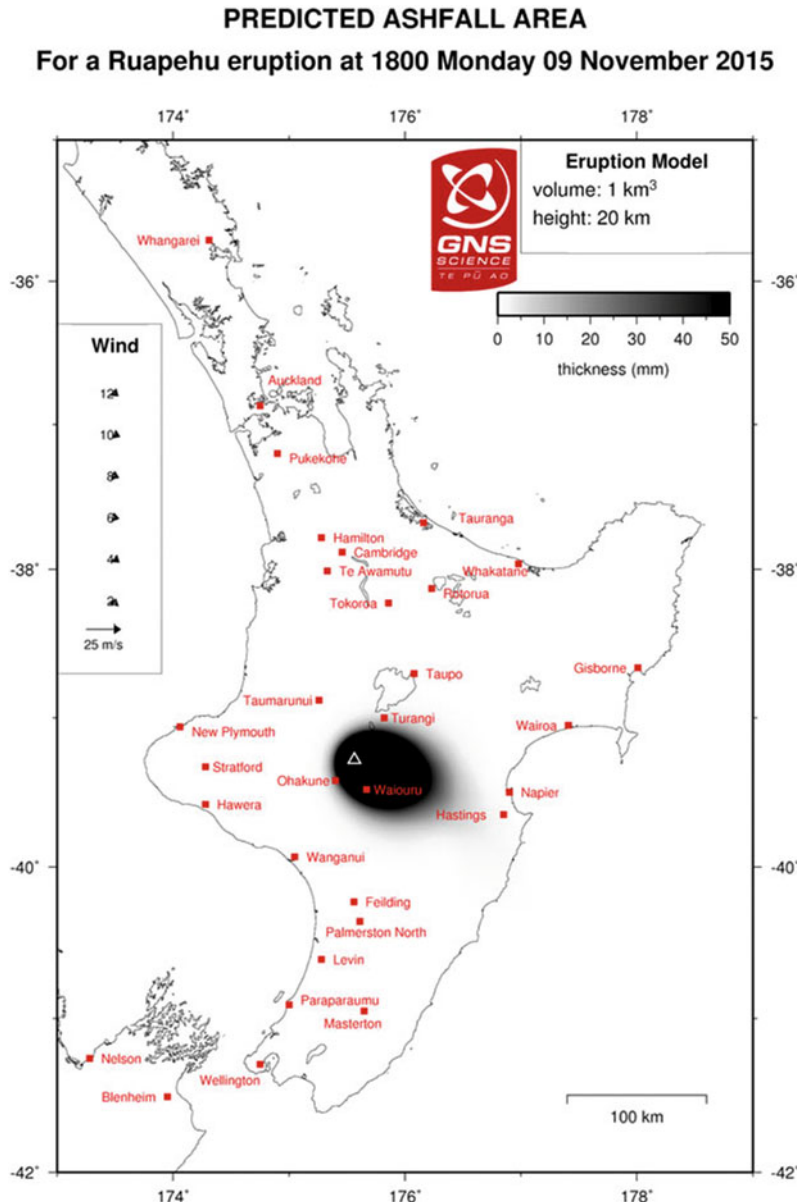 PREDICTED ASHFALL AREA
For a Ruapehu eruption at 1800 Monday 09 November 2015
174°
176°
178°
Eruption Model
volume: 1 km³
height: 20 km
GNS
SCIENCE
TE PŪ AO
Whangarei
-36°
-36°
0
10
20
30
40
50
thickness (mm)
Wind
12
10
8
6
4
2
25 m/s
Auckland
Pukekohe
Tauranga
Hamilton
Cambridge
-38°
-38°
Te Awamutu
Whakatane
Rotorua
Tokoroa
Gisborne
Taupo
Taumarunui
Turangi
Wairoa
New Plymouth
Stratford
Ohakune
Waiouru
Napier
Hawera
Hastings
-40°
-40°
Wanganui
Feilding
Palmerston North
Levin
Paraparaumu
Masterton
Nelson
Wellington
Blenheim
100 km
-42°
-42°
174°
176°
178°